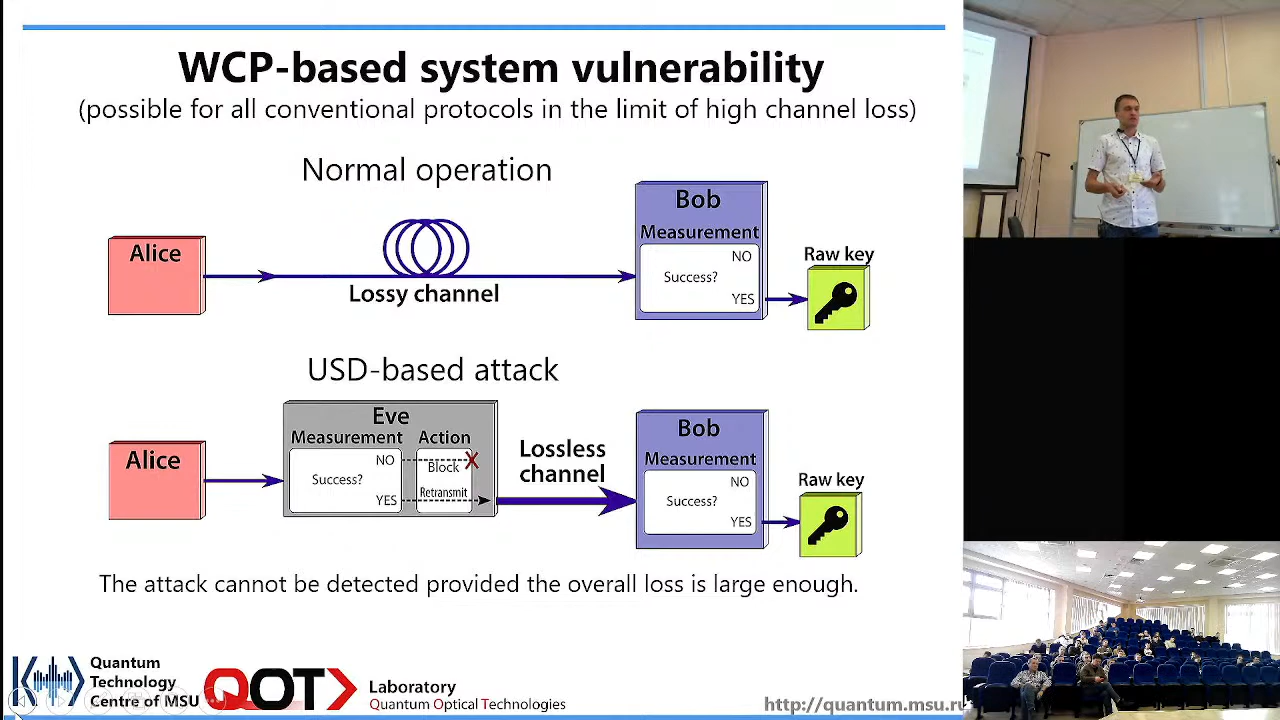 WCP-based system vulnerability
(possible for all conventional protocols in the limit of high channel loss)
Normal operation
Alice
Lossy channel
Bob
Measurement
NO
Success?
YES
Raw key
USD-based attack
Alice
Eve
Measurement
Action
NO
Success?
YES
Block
Retransmit
Lossless
channel
Bob
Measurement
NO
Success?
YES
Raw key
The attack cannot be detected provided the overall loss is large enough.
Quantum
Technology
Centre of MSU
QOT
Laboratory
Quantum Optical Technologies
http://quantum.msu.ru